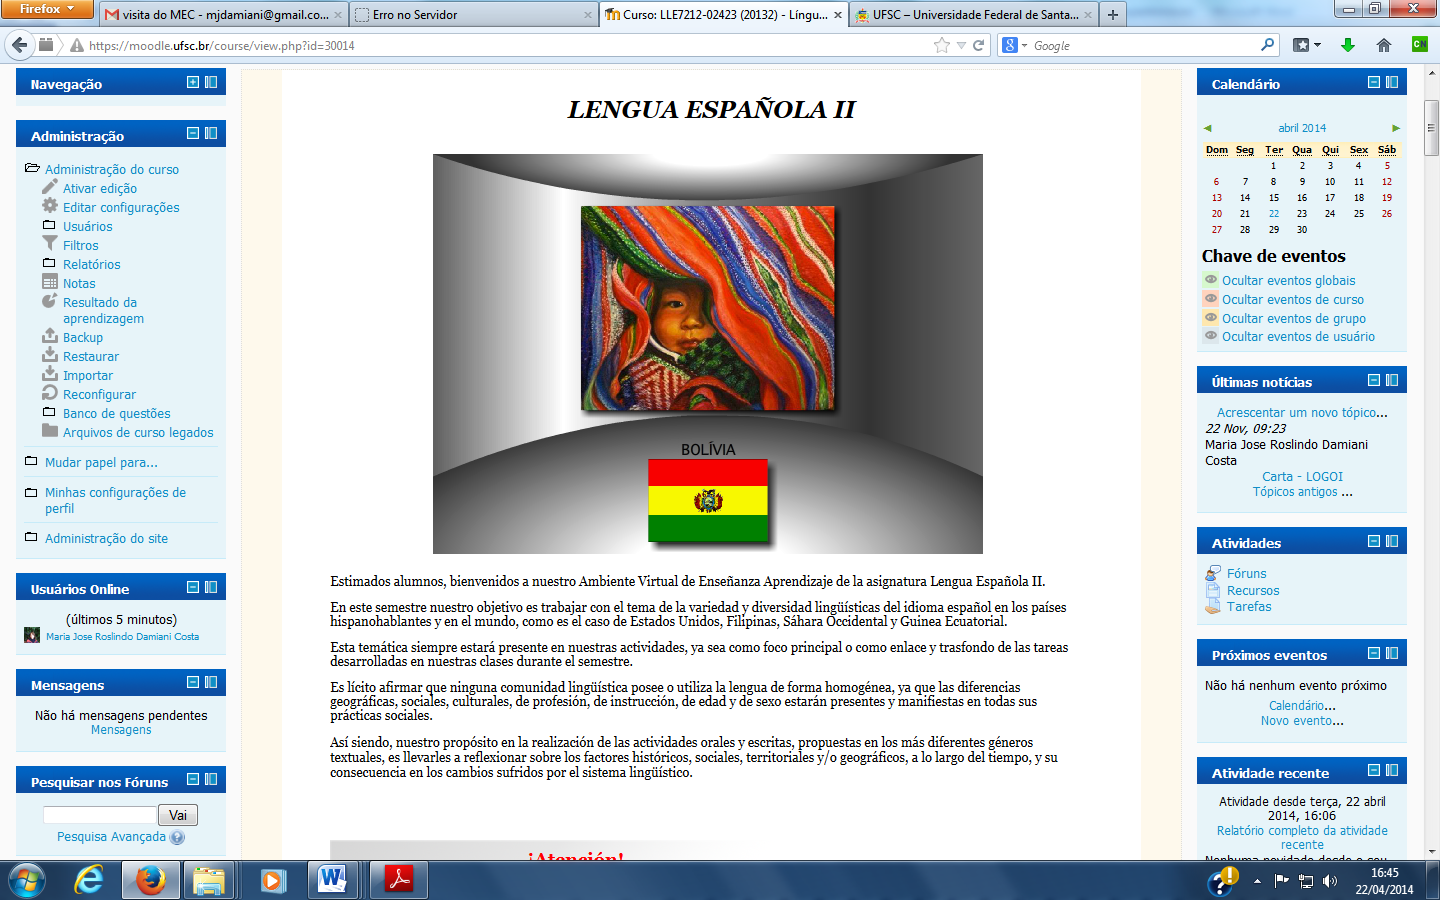 Firefox
visita do MEC - mjdamiani@gmail.co...
Erro no Servidor
Curso: LLE7212-02423 (20132) - Língu...
UFSC – Universidade Federal de Santa...
https://moodle.ufsc.br/course/view.php?id=30014
Google
Navegação
Administração
Administração do curso
Ativar edição
Editar configurações
Usuários
Filtros
Relatórios
Notas
Resultado da
aprendizagem
Backup
Restaurar
Importar
Reconfigurar
Banco de questões
Arquivos de curso legados
Mudar papel para...
Minhas configurações de
perfil
Administração do site
Usuários Online
(últimos 5 minutos)
Maria Jose Roslindo Damiani Costa
Mensagens
Não há mensagens pendentes
Mensagens
Pesquisar nos Fóruns
Vai
Pesquisa Avançada
LENGUA ESPAÑOLA II
BOLÍVIA
Estimados alumnos, bienvenidos a nuestro Ambiente Virtual de Enseñanza Aprendizaje de la asignatura Lengua Española II.
En este semestre nuestro objetivo es trabajar con el tema de la variedad y diversidad lingüísticas del idioma español en los países
hispanohablantes y en el mundo, como es el caso de Estados Unidos, Filipinas, Sáhara Occidental y Guinea Ecuatorial.
Esta temática siempre estará presente en nuestras actividades, ya sea como foco principal o como enlace y trasfondo de las tareas
desarrolladas en nuestras clases durante el semestre.
Es lícito afirmar que ninguna comunidad lingüística posee o utiliza la lengua de forma homogénea, ya que las diferencias
geográficas, sociales, culturales, de profesión, de instrucción, de edad y de sexo estarán presentes y manifiestas en todas sus
prácticas sociales.
Así siendo, nuestro propósito en la realización de las actividades orales y escritas, propuestas en los más diferentes géneros
textuales, es llevarles a reflexionar sobre los factores históricos, sociales, territoriales y/o geográficos, a lo largo del tiempo, y su
consecuencia en los cambios sufridos por el sistema lingüístico.
¡Atención!
Calendário
abril 2014
Dom Seg Ter Qua Qui Sex Sáb
1 2 3 4 5
6 7 8 9 10 11 12
13 14 15 16 17 18 19
20 21 22 23 24 25 26
27 28 29 30
Chave de eventos
Ocultar eventos globais
Ocultar eventos de curso
Ocultar eventos de grupo
Ocultar eventos de usuário
Últimas notícias
Acrescentar um novo tópico...
22 Nov, 09:23
Maria Jose Roslindo Damiani
Costa
Carta - LOGOI
Tópicos antigos ...
Atividades
Fóruns
Recursos
Tarefas
Próximos eventos
Não há nenhum evento próximo
Calendário...
Novo evento...
Atividade recente
Atividade desde terça, 22 abril
2014, 16:06
Relatório completo da atividade
recente
Nenhuma novidade desde o seu
16:45
22/04/2014